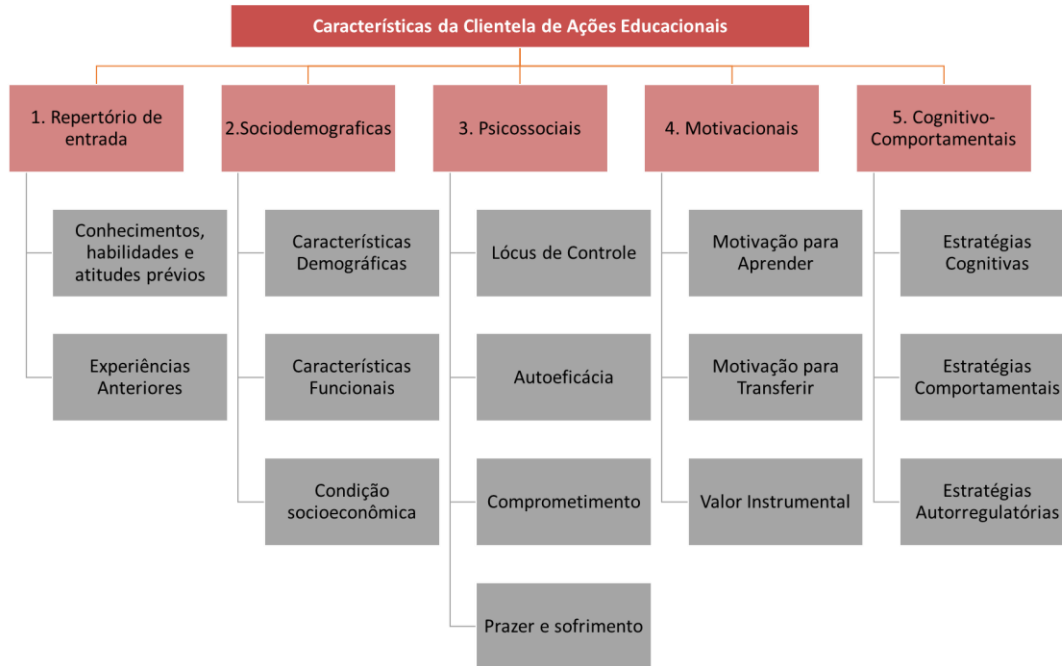 Características da Clientela de Ações Educacionais
1. Repertório de
entrada
2.Sociodemograficas
3. Psicossociais
4. Motivacionais
5. Cognitivo-
Comportamentais
Conhecimentos,
habilidades e
atitudes prévios
Características
Demográficas
Lócus de Controle
Motivação para
Aprender
Estratégias
Cognitivas
Experiências
Anteriores
Características
Funcionais
Autoeficácia
Motivação para
Transferir
Estratégias
Comportamentais
Condição
socioeconômica
Comprometimento
Valor Instrumental
Estratégias
Autorregulatórias
Prazer e sofrimento